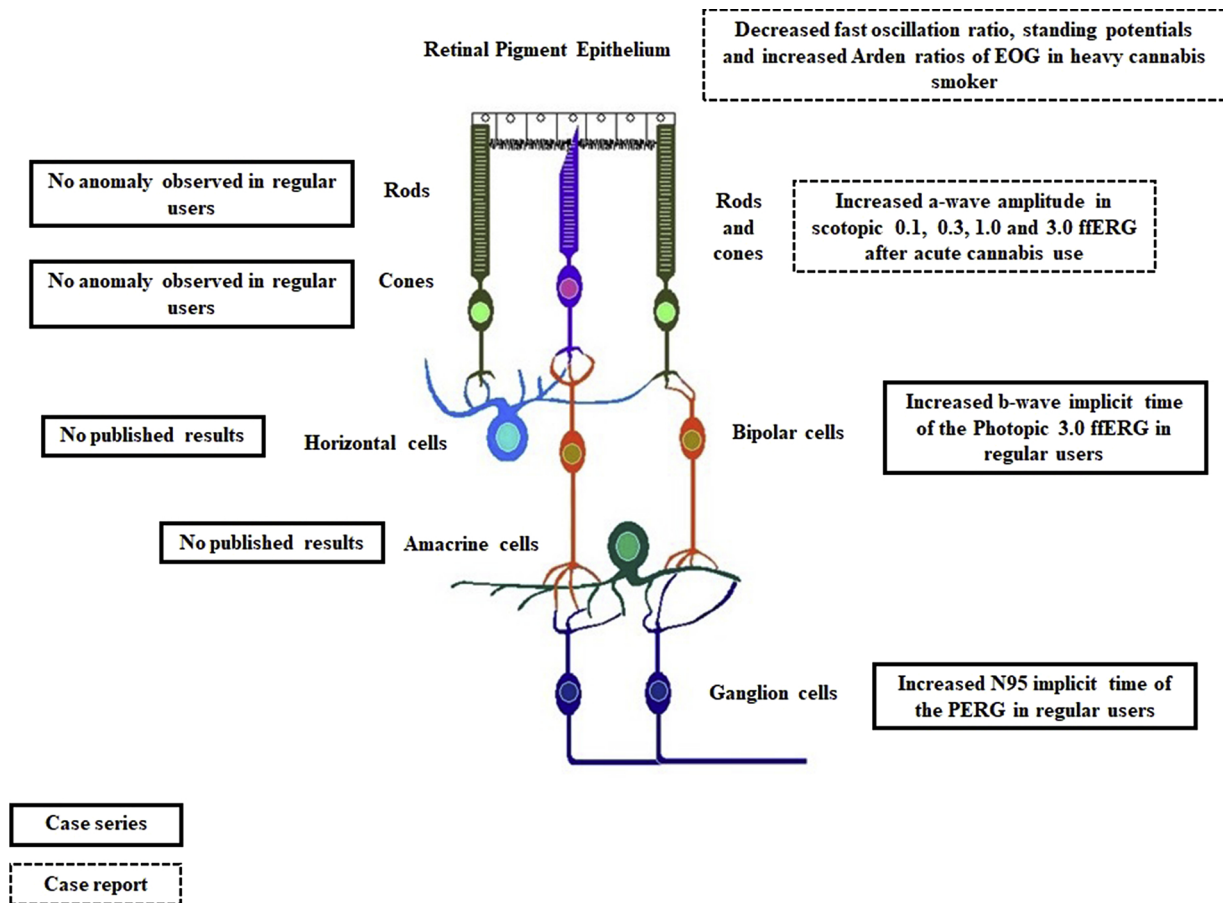 Retinal Pigment Epithelium
Decreased fast oscillation ratio, standing potentials
and increased Arden ratios of EOG in heavy cannabis
smoker
No anomaly observed in regular
users
Rods
Rods
and
cones
Increased a-wave amplitude in
scotopic 0.1, 0.3, 1.0 and 3.0 ffERG
after acute cannabis use
No anomaly observed in regular
users
Cones
No published results
Horizontal cells
Bipolar cells
Increased b-wave implicit time
of the Photopic 3.0 ffERG in
regular users
No published results
Amacrine cells
Ganglion cells
Increased N95 implicit time of
the PERG in regular users
Case series
Case report